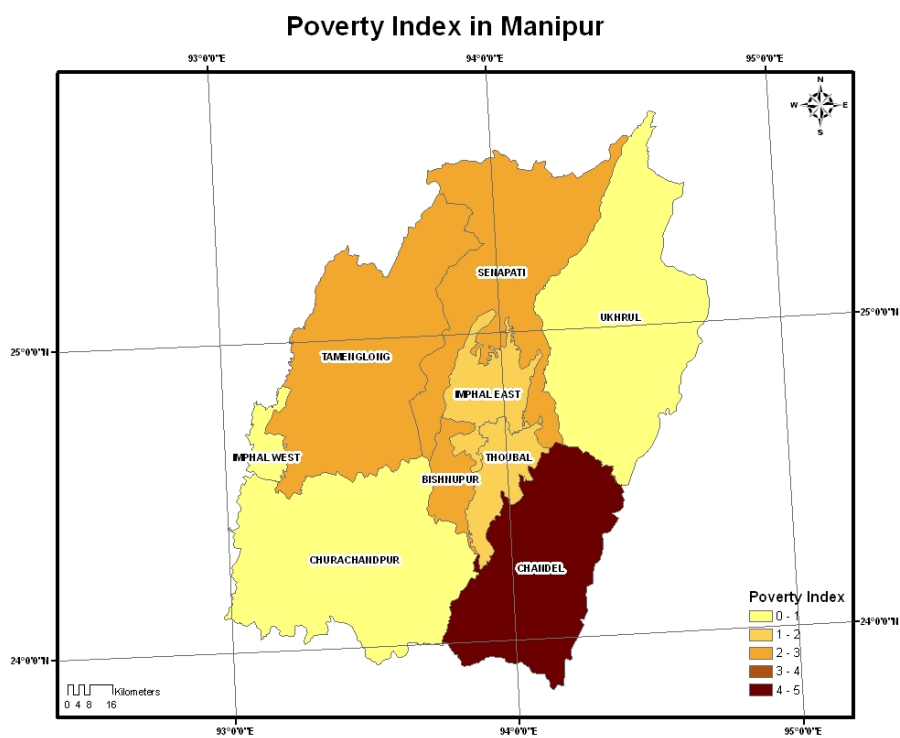 Poverty Index in Manipur
93°0'0"E
94°0'0"E
95°0'0"E
N
W E
S
SENAPATI
25°0'0"N
UKHRUL
25°0'0"N
TAMENGLONG
IMPHAL EAST
IMPHAL WEST
THOUBAL
BISHNUPUR
CHURACHANDPUR
CHANDEL
Poverty Index
0 - 1
24°0'0"N
1 - 2
2 - 3
24°0'0"N
3 - 4
4 - 5
Kilometers
0 4 8 16
93°0'0"E
94°0'0"E
95°0'0"E